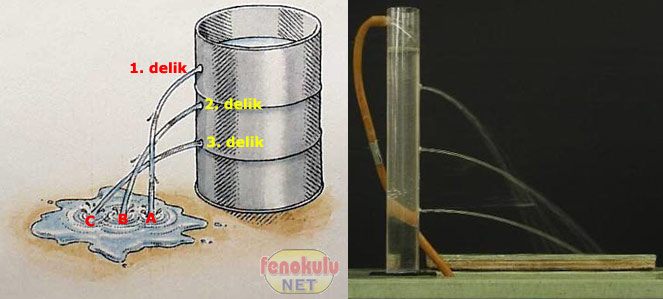 1. delik
2. delik
3. delik
C B A
fenokulu
NET